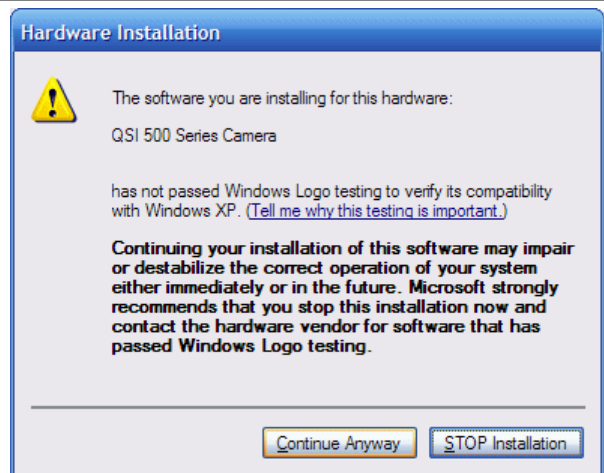 Hardware Installation
The software you are installing for this hardware:
QSI 500 Series Camera
has not passed Windows Logo testing to verify its compatibility
with Windows XP. (Tell me why this testing is important.)
Continuing your installation of this software may impair
or destabilize the correct operation of your system
either immediately or in the future. Microsoft strongly
recommends that you stop this installation now and
contact the hardware vendor for software that has
passed Windows Logo testing.
Continue Anyway
STOP Installation